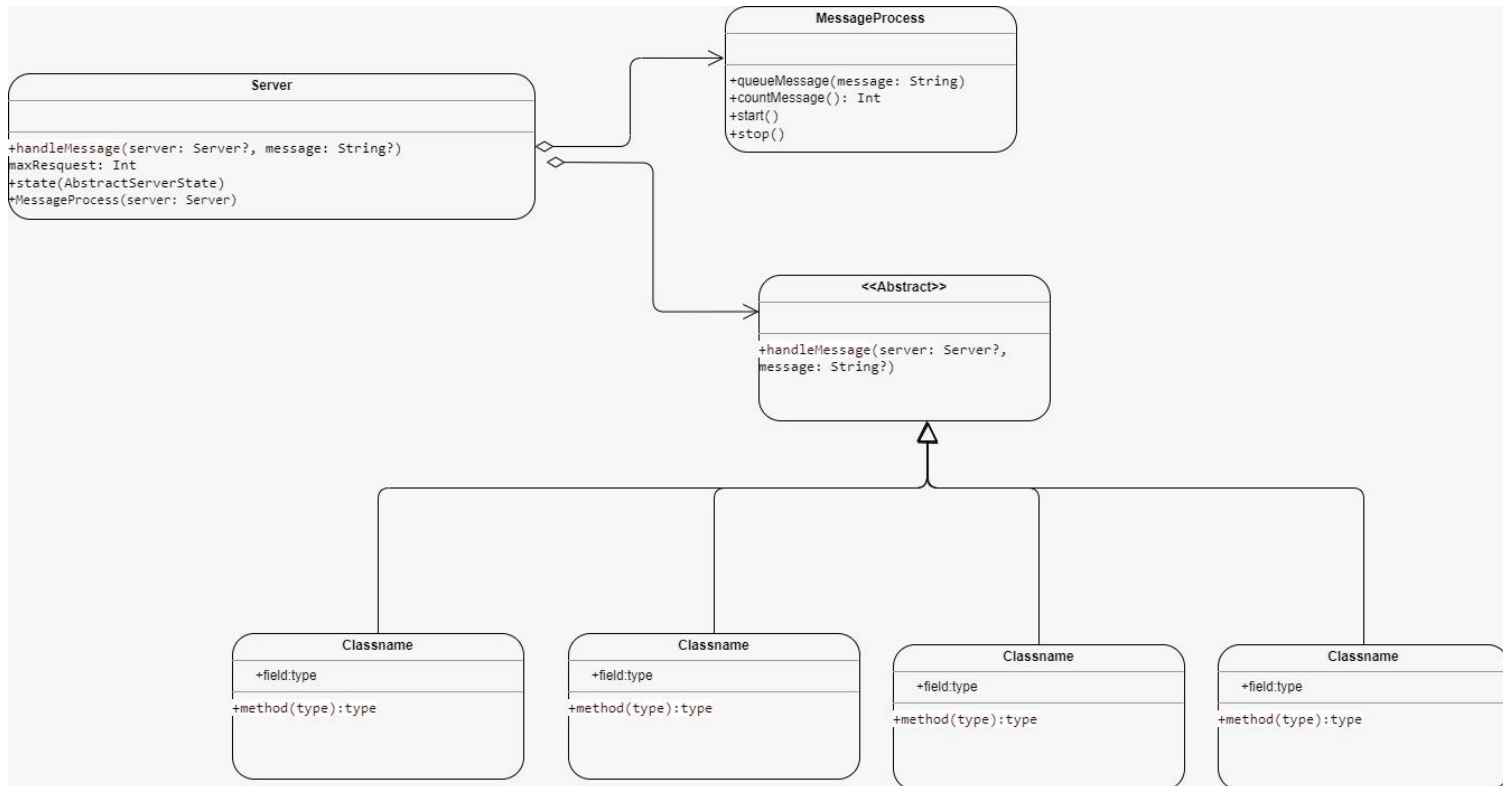 MessageProcess
+queueMessage(message: String)
+countMessage(): Int
+start()
+stop()
Server
+handleMessage(server: Server?, message: String?)
maxResquest: Int
+state(AbstractServerState)
+MessageProcess(server: Server)
<<Abstract>>
+handleMessage(server: Server?,
message: String?)
Classname
+field:type
+method(type):type
Classname
+field:type
+method(type):type
Classname
+field:type
+method(type):type
Classname
+field:type
+method(type):type